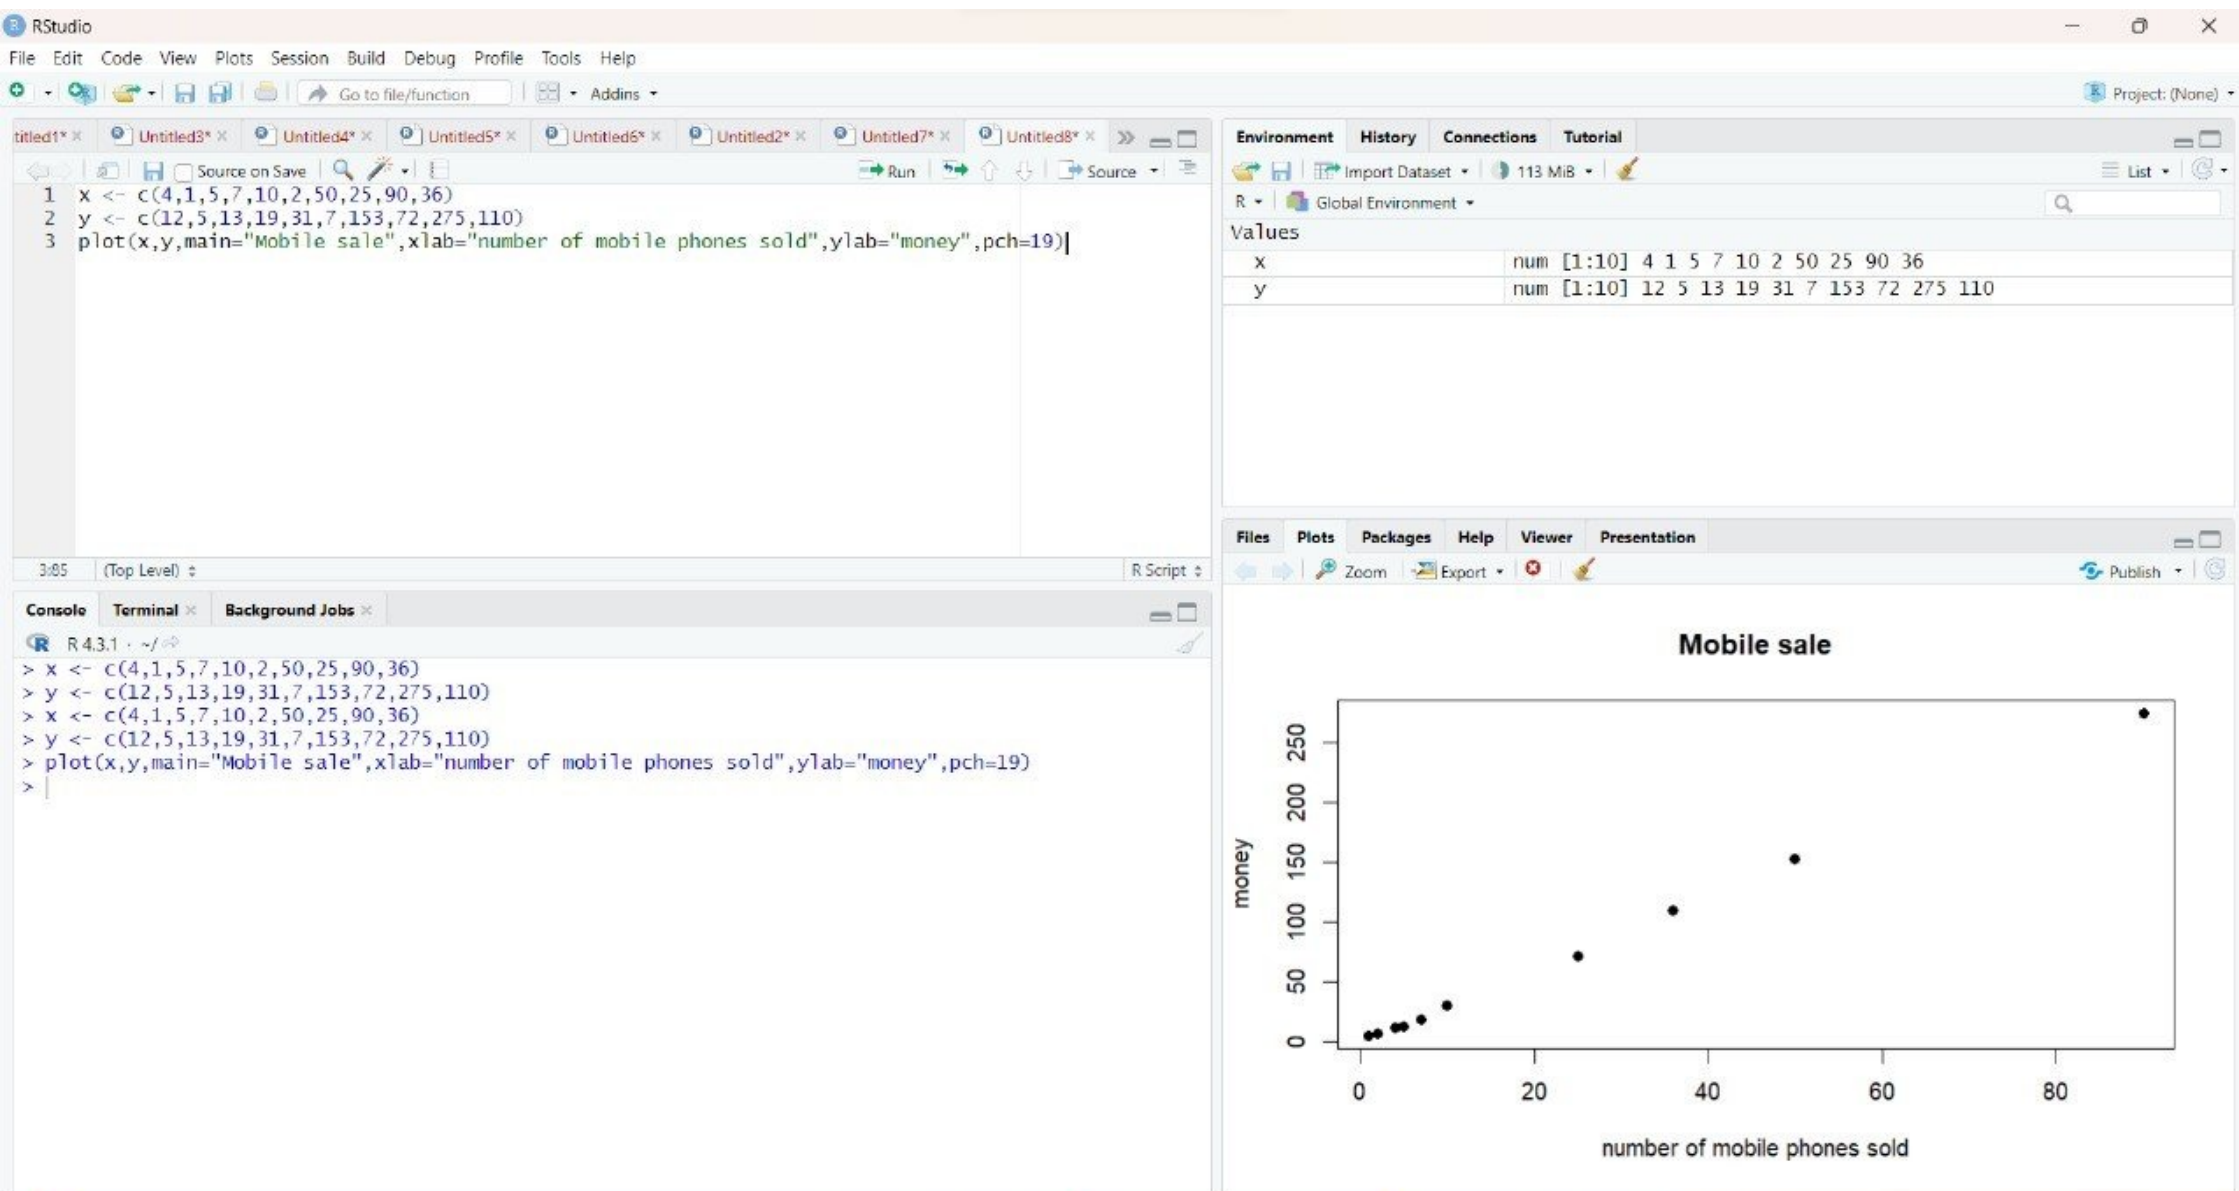 RStudio
File Edit Code View Plots Session Build Debug Profile Tools Help
Go to file/function Addins
Project: (None)
titled1* Untitled3* Untitled4* Untitled5* Untitled6* Untitled2* Untitled7* Untitled8*
Source on Save Run Source
1 x <- c(4,1,5,7,10,2,50,25,90,36)
2 y <- c(12,5,13,19,31,7,153,72,275,110)
3 plot(x,y,main="Mobile sale",xlab="number of mobile phones sold",ylab="money",pch=19)
3:85 (Top Level) R Script
Console Terminal Background Jobs
R 4.3.1 · ~/
> x <- c(4,1,5,7,10,2,50,25,90,36)
> y <- c(12,5,13,19,31,7,153,72,275,110)
> x <- c(4,1,5,7,10,2,50,25,90,36)
> y <- c(12,5,13,19,31,7,153,72,275,110)
> plot(x,y,main="Mobile sale",xlab="number of mobile phones sold",ylab="money",pch=19)
>
Environment History Connections Tutorial
Import Dataset 113 MiB List
R Global Environment
Values
x num [1:10] 4 1 5 7 10 2 50 25 90 36
y num [1:10] 12 5 13 19 31 7 153 72 275 110
Files Plots Packages Help Viewer Presentation
Zoom Export Publish
Mobile sale
250
200
150
100
50
0
money
0 20 40 60 80
number of mobile phones sold